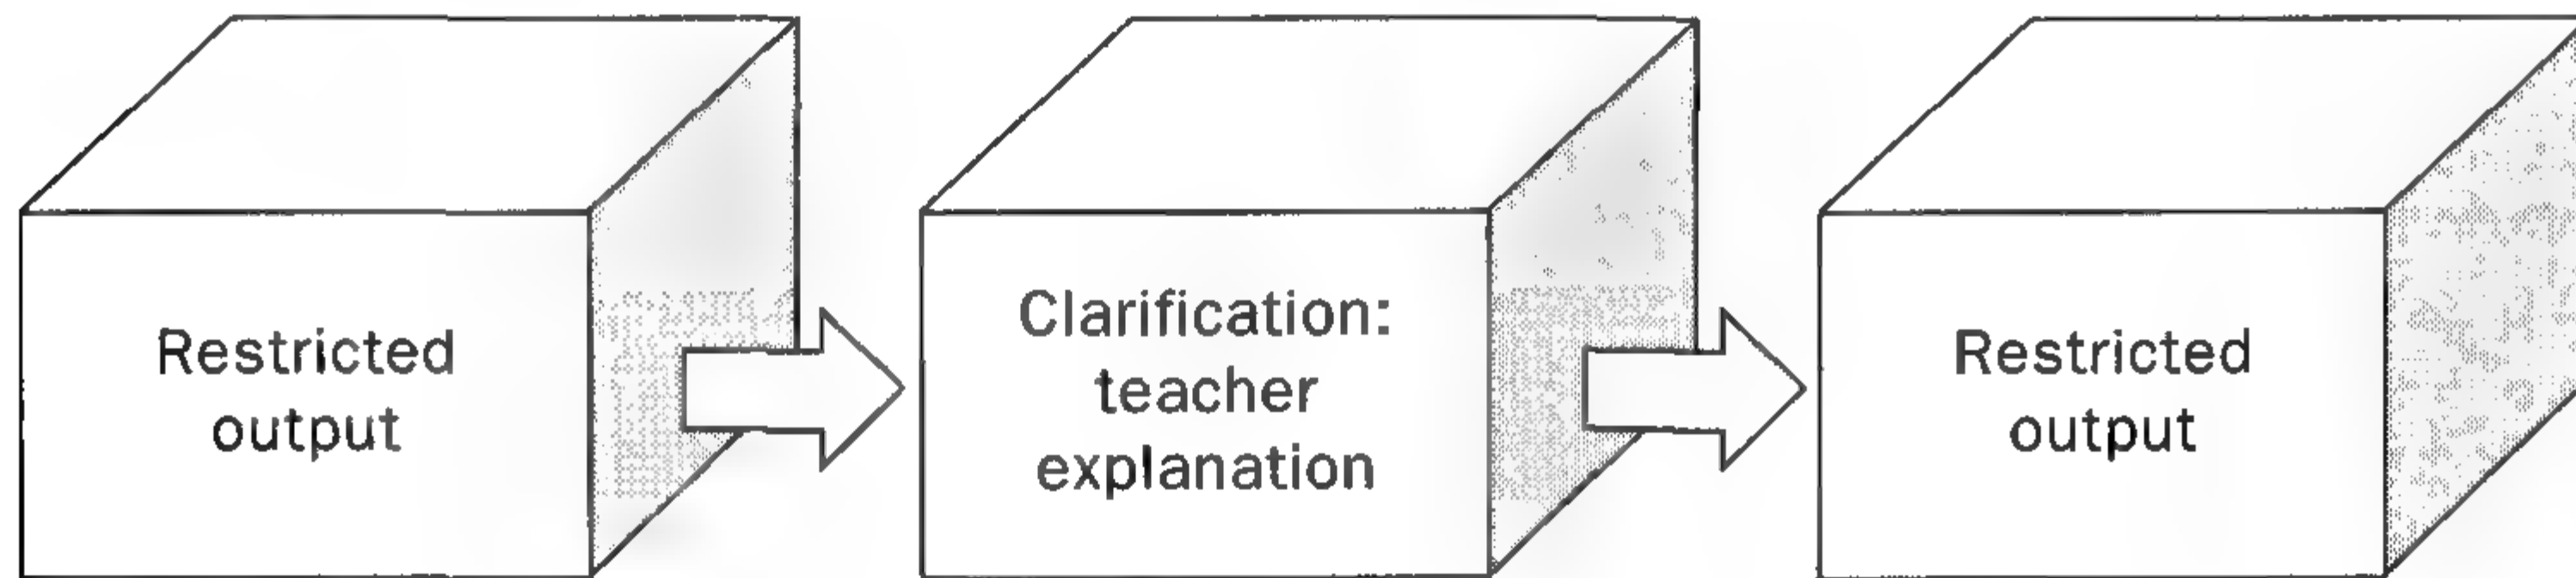 Restricted
output
Clarification:
teacher
explanation
Restricted
output